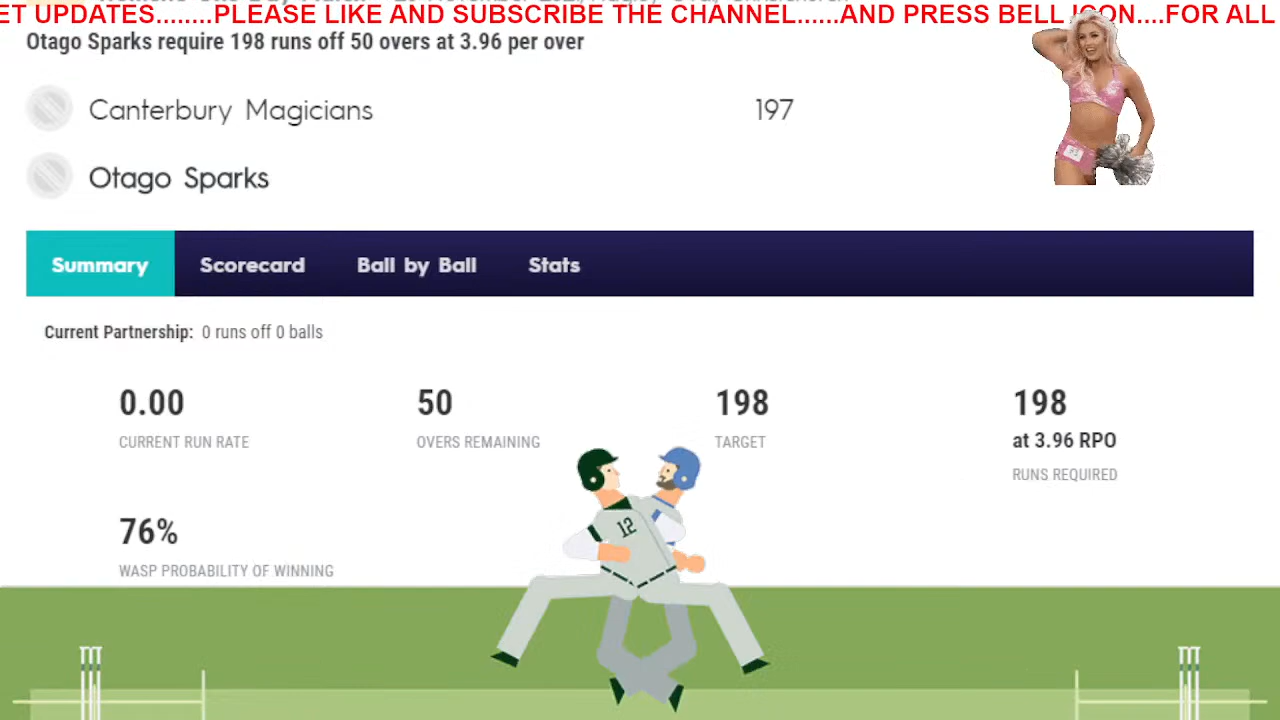 ET UPDATES........PLEASE LIKE AND SUBSCRIBE THE CHANNEL......AND PRESS BELL ICON....FOR ALL
Otago Sparks require 198 runs off 50 overs at 3.96 per over
Canterbury Magicians 197
Otago Sparks
Summary Scorecard Ball by Ball Stats
Current Partnership: 0 runs off 0 balls
0.00 50 198 198
at 3.96 RPO
CURRENT RUN RATE OVERS REMAINING TARGET
RUNS REQUIRED
12
76%
WASP PROBABILITY OF WINNING